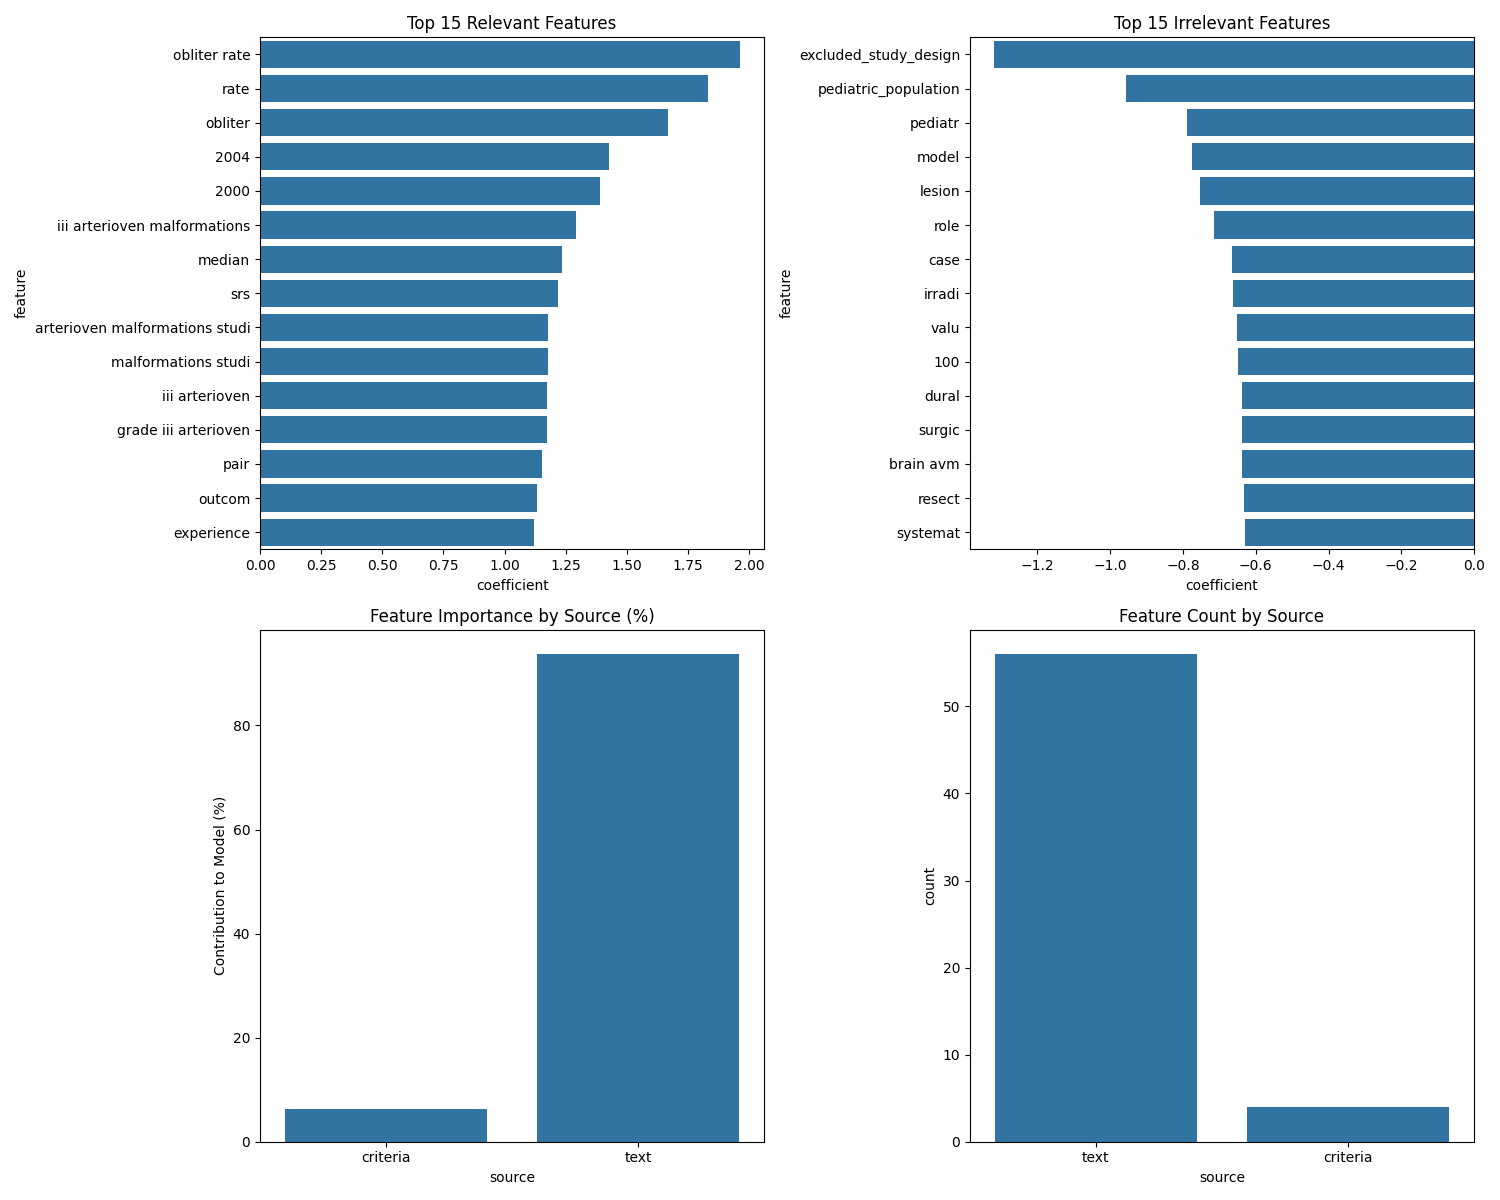 Top 15 Relevant Features
obliter rate
rate
obliter
2004
2000
iii arterioven malformations
median
srs
arterioven malformations studi
malformations studi
iii arterioven
grade iii arterioven
pair
outcom
experience
feature
0.00 0.25 0.50 0.75 1.00 1.25 1.50 1.75 2.00
coefficient
Top 15 Irrelevant Features
excluded_study_design
pediatric_population
pediatr
model
lesion
role
case
irradi
valu
100
dural
surgic
brain avm
resect
systemat
feature
−1.2 −1.0 −0.8 −0.6 −0.4 −0.2 0.0
coefficient
Feature Importance by Source (%)
80
60
40
20
0
Contribution to Model (%)
criteria text
source
Feature Count by Source
50
40
30
20
10
0
count
text criteria
source